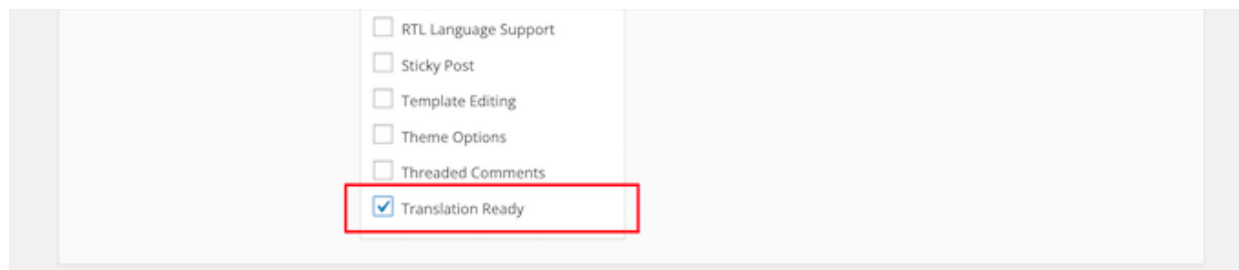 RTL Language Support
Sticky Post
Template Editing
Theme Options
Threaded Comments
Translation Ready